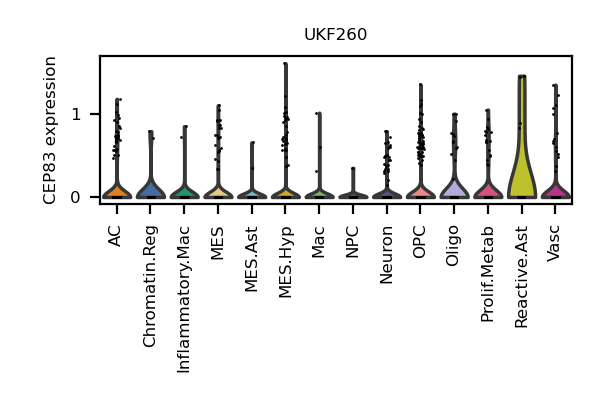 UKF260
CEP83 expression
1
0
AC
Chromatin.Reg
Inflammatory.Mac
MES
MES.Ast
MES.Hyp
Mac
NPC
Neuron
OPC
Oligo
Prolif.Metab
Reactive.Ast
Vasc